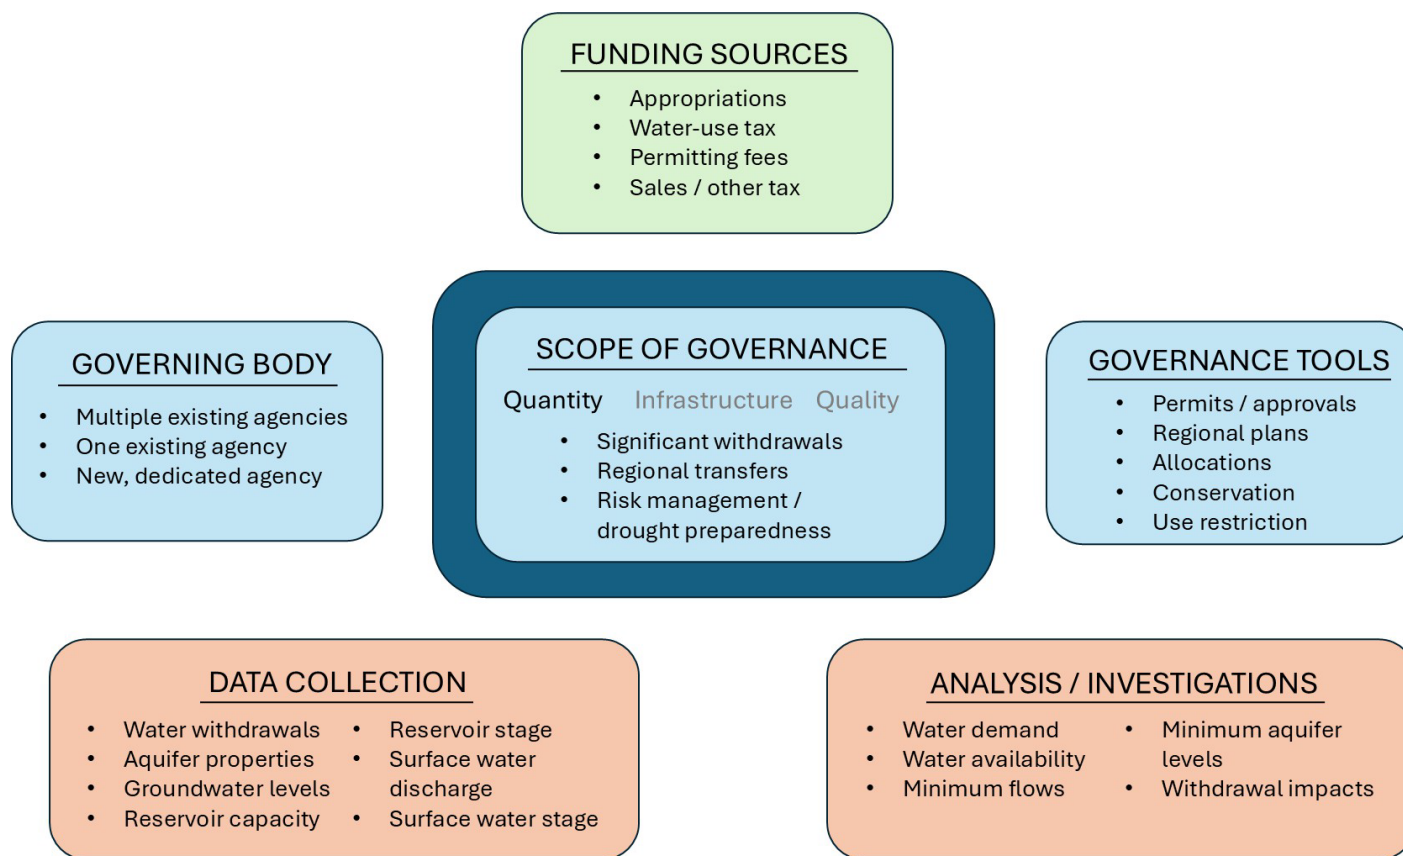 FUNDING SOURCES
• Appropriations
• Water-use tax
• Permitting fees
• Sales / other tax
GOVERNING BODY
• Multiple existing agencies
• One existing agency
• New, dedicated agency
SCOPE OF GOVERNANCE
Quantity Infrastructure Quality
• Significant withdrawals
• Regional transfers
• Risk management /
drought preparedness
GOVERNANCE TOOLS
• Permits / approvals
• Regional plans
• Allocations
• Conservation
• Use restriction
DATA COLLECTION
• Water withdrawals
• Aquifer properties
• Groundwater levels
• Reservoir capacity
• Reservoir stage
• Surface water
discharge
• Surface water stage
ANALYSIS / INVESTIGATIONS
• Water demand
• Water availability
• Minimum flows
• Minimum aquifer
levels
• Withdrawal impacts